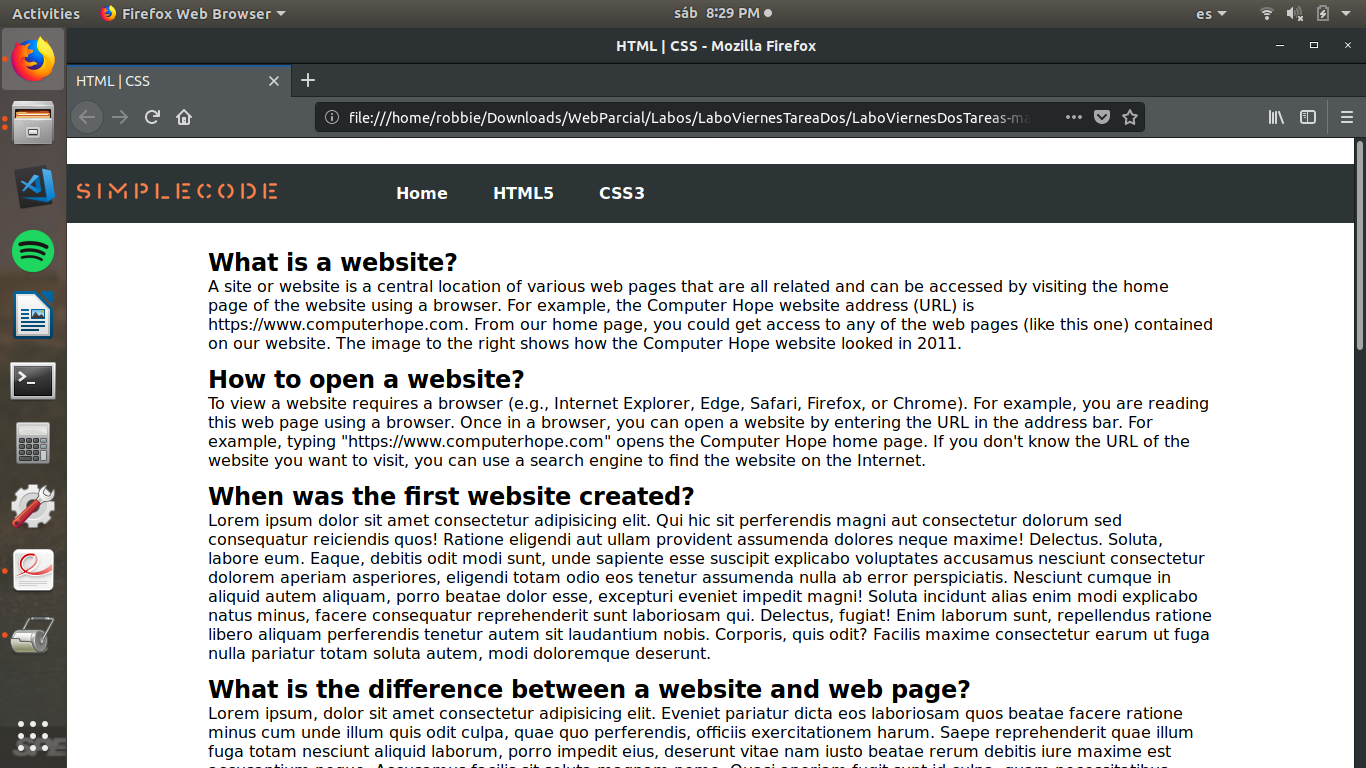 Activities Firefox Web Browser sáb 8:29 PM es
HTML | CSS - Mozilla Firefox
HTML | CSS
file:///home/robbie/Downloads/WebParcial/Labos/LaboViernesTareaDos/LaboViernesDosTareas-ma
SIMPLECODE Home HTML5 CSS3
What is a website?
A site or website is a central location of various web pages that are all related and can be accessed by visiting the home
page of the website using a browser. For example, the Computer Hope website address (URL) is
https://www.computerhope.com. From our home page, you could get access to any of the web pages (like this one) contained
on our website. The image to the right shows how the Computer Hope website looked in 2011.
How to open a website?
To view a website requires a browser (e.g., Internet Explorer, Edge, Safari, Firefox, or Chrome). For example, you are reading
this web page using a browser. Once in a browser, you can open a website by entering the URL in the address bar. For
example, typing "https://www.computerhope.com" opens the Computer Hope home page. If you don't know the URL of the
website you want to visit, you can use a search engine to find the website on the Internet.
When was the first website created?
Lorem ipsum dolor sit amet consectetur adipisicing elit. Qui hic sit perferendis magni aut consectetur dolorum sed
consequatur reiciendis quos! Ratione eligendi aut ullam provident assumenda dolores neque maxime! Delectus. Soluta,
labore eum. Eaque, debitis odit modi sunt, unde sapiente esse suscipit explicabo voluptates accusamus nesciunt consectetur
dolorem aperiam asperiores, eligendi totam odio eos tenetur assumenda nulla ab error perspiciatis. Nesciunt cumque in
aliquid autem aliquam, porro beatae dolor esse, excepturi eveniet impedit magni! Soluta incidunt alias enim modi explicabo
natus minus, facere consequatur reprehenderit sunt laboriosam qui. Delectus, fugiat! Enim laborum sunt, repellendus ratione
libero aliquam perferendis tenetur autem sit laudantium nobis. Corporis, quis odit? Facilis maxime consectetur earum ut fuga
nulla pariatur totam soluta autem, modi doloremque deserunt.
What is the difference between a website and web page?
Lorem ipsum, dolor sit amet consectetur adipisicing elit. Eveniet pariatur dicta eos laboriosam quos beatae facere ratione
minus cum unde illum quis odit culpa, quae quo perferendis, officiis exercitationem harum. Saepe reprehenderit quae illum
fuga totam nesciunt aliquid laborum, porro impedit eius, deserunt vitae nam iusto beatae rerum debitis iure maxime est